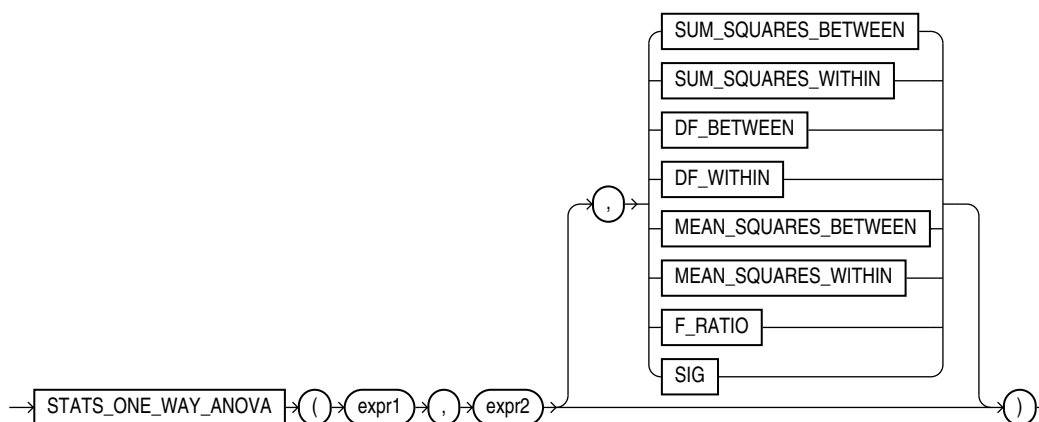 SUM_SQUARES_BETWEEN
SUM_SQUARES_WITHIN
DF_BETWEEN
DF_WITHIN
,
MEAN_SQUARES_BETWEEN
MEAN_SQUARES_WITHIN
F_RATIO
SIG
STATS_ONE_WAY_ANOVA ( expr1 , expr2 )